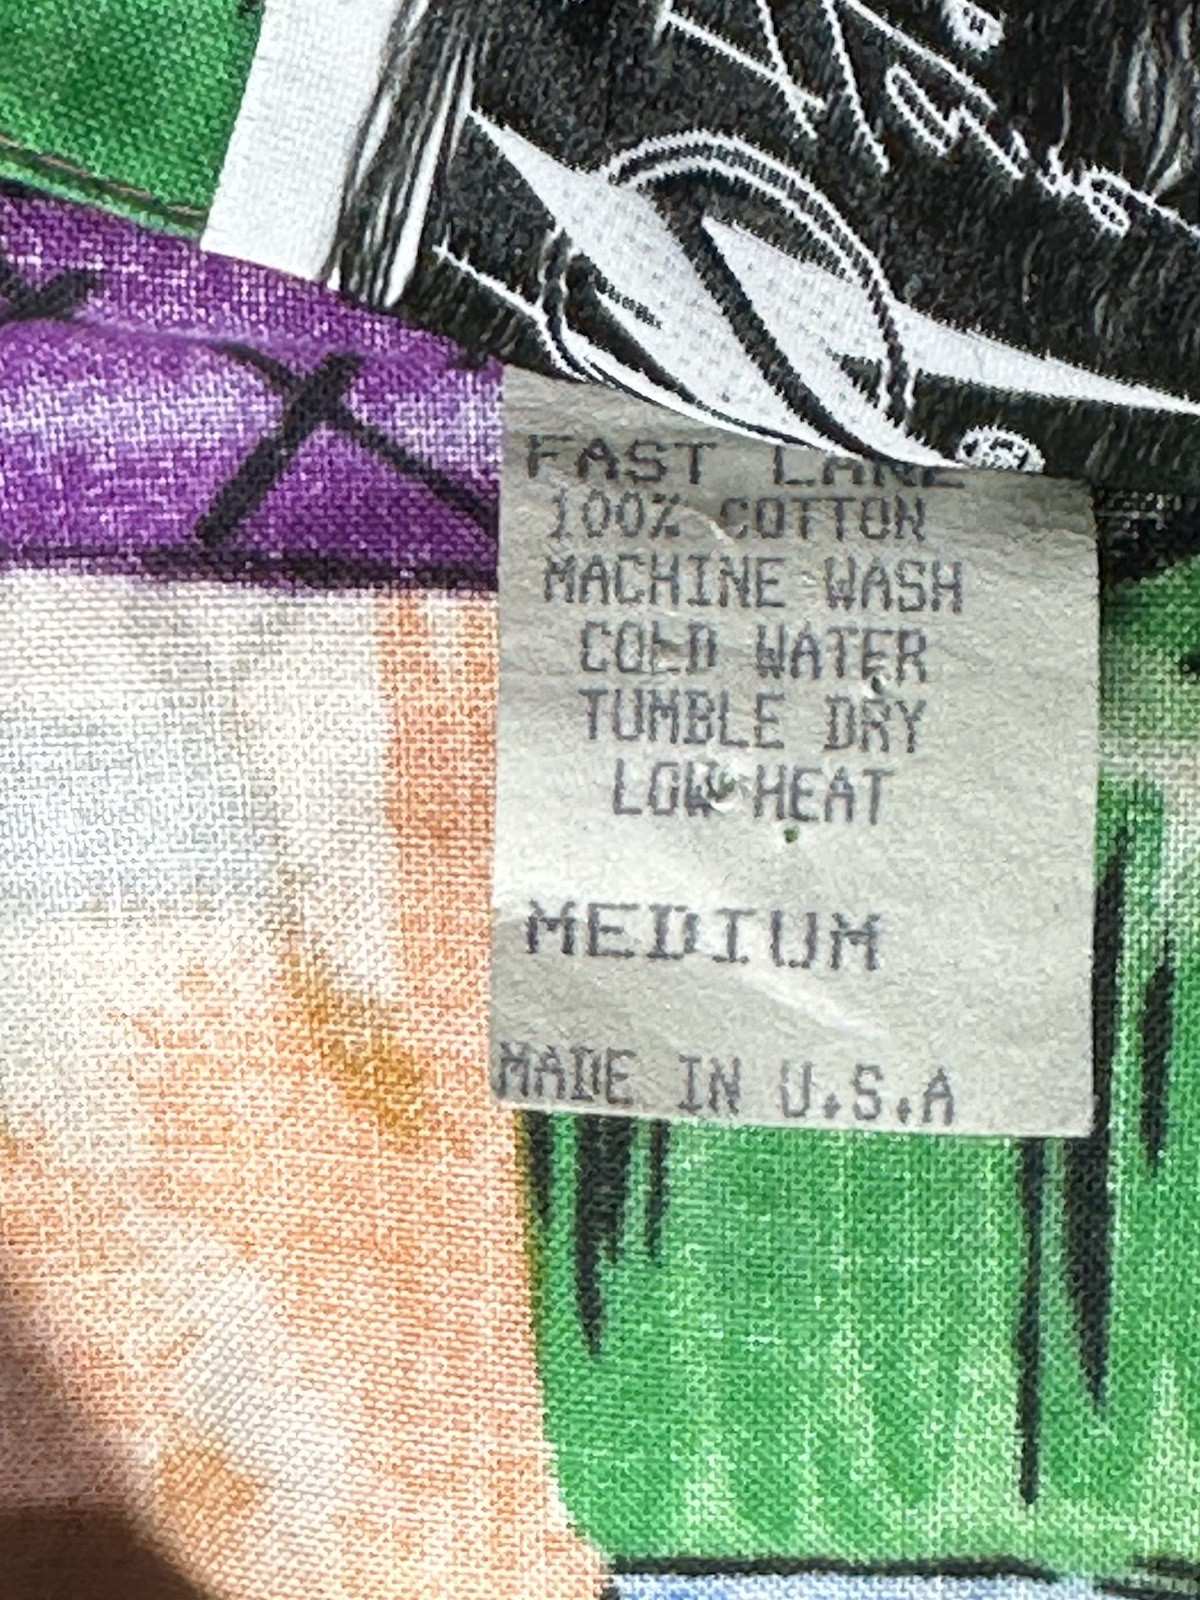 FAST LANE
100% COTTON
MACHINE WASH
COLD WATER
TUMBLE DRY
LOW HEAT
MEDIUM
MADE IN U.S.A